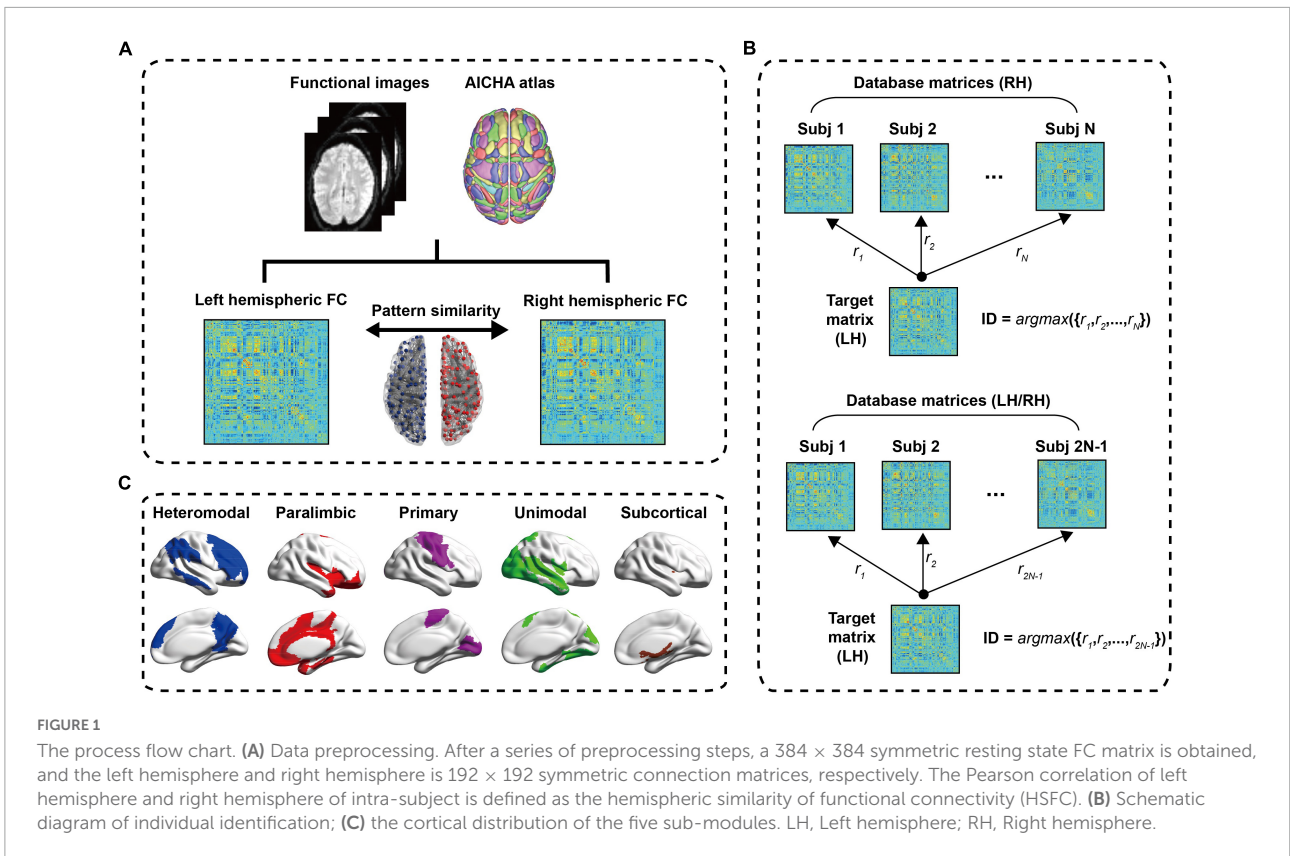 A
Functional images
AICHA atlas
Left hemispheric FC
Pattern similarity
Right hemispheric FC
B
Database matrices (RH)
Subj 1
Subj 2
Subj N
...
r1
r2
rN
Target
matrix
(LH)
ID = argmax({r1,r2,...,rN})
Database matrices (LH/RH)
Subj 1
Subj 2
Subj 2N-1
...
r1
r2
r2N-1
Target
matrix
(LH)
ID = argmax({r1,r2,...,r2N-1})
C
Heteromodal
Paralimbic
Primary
Unimodal
Subcortical
FIGURE 1
The process flow chart. (A) Data preprocessing. After a series of preprocessing steps, a 384 × 384 symmetric resting state FC matrix is obtained,
and the left hemisphere and right hemisphere is 192 × 192 symmetric connection matrices, respectively. The Pearson correlation of left
hemisphere and right hemisphere of intra-subject is defined as the hemispheric similarity of functional connectivity (HSFC). (B) Schematic
diagram of individual identification; (C) the cortical distribution of the five sub-modules. LH, Left hemisphere; RH, Right hemisphere.